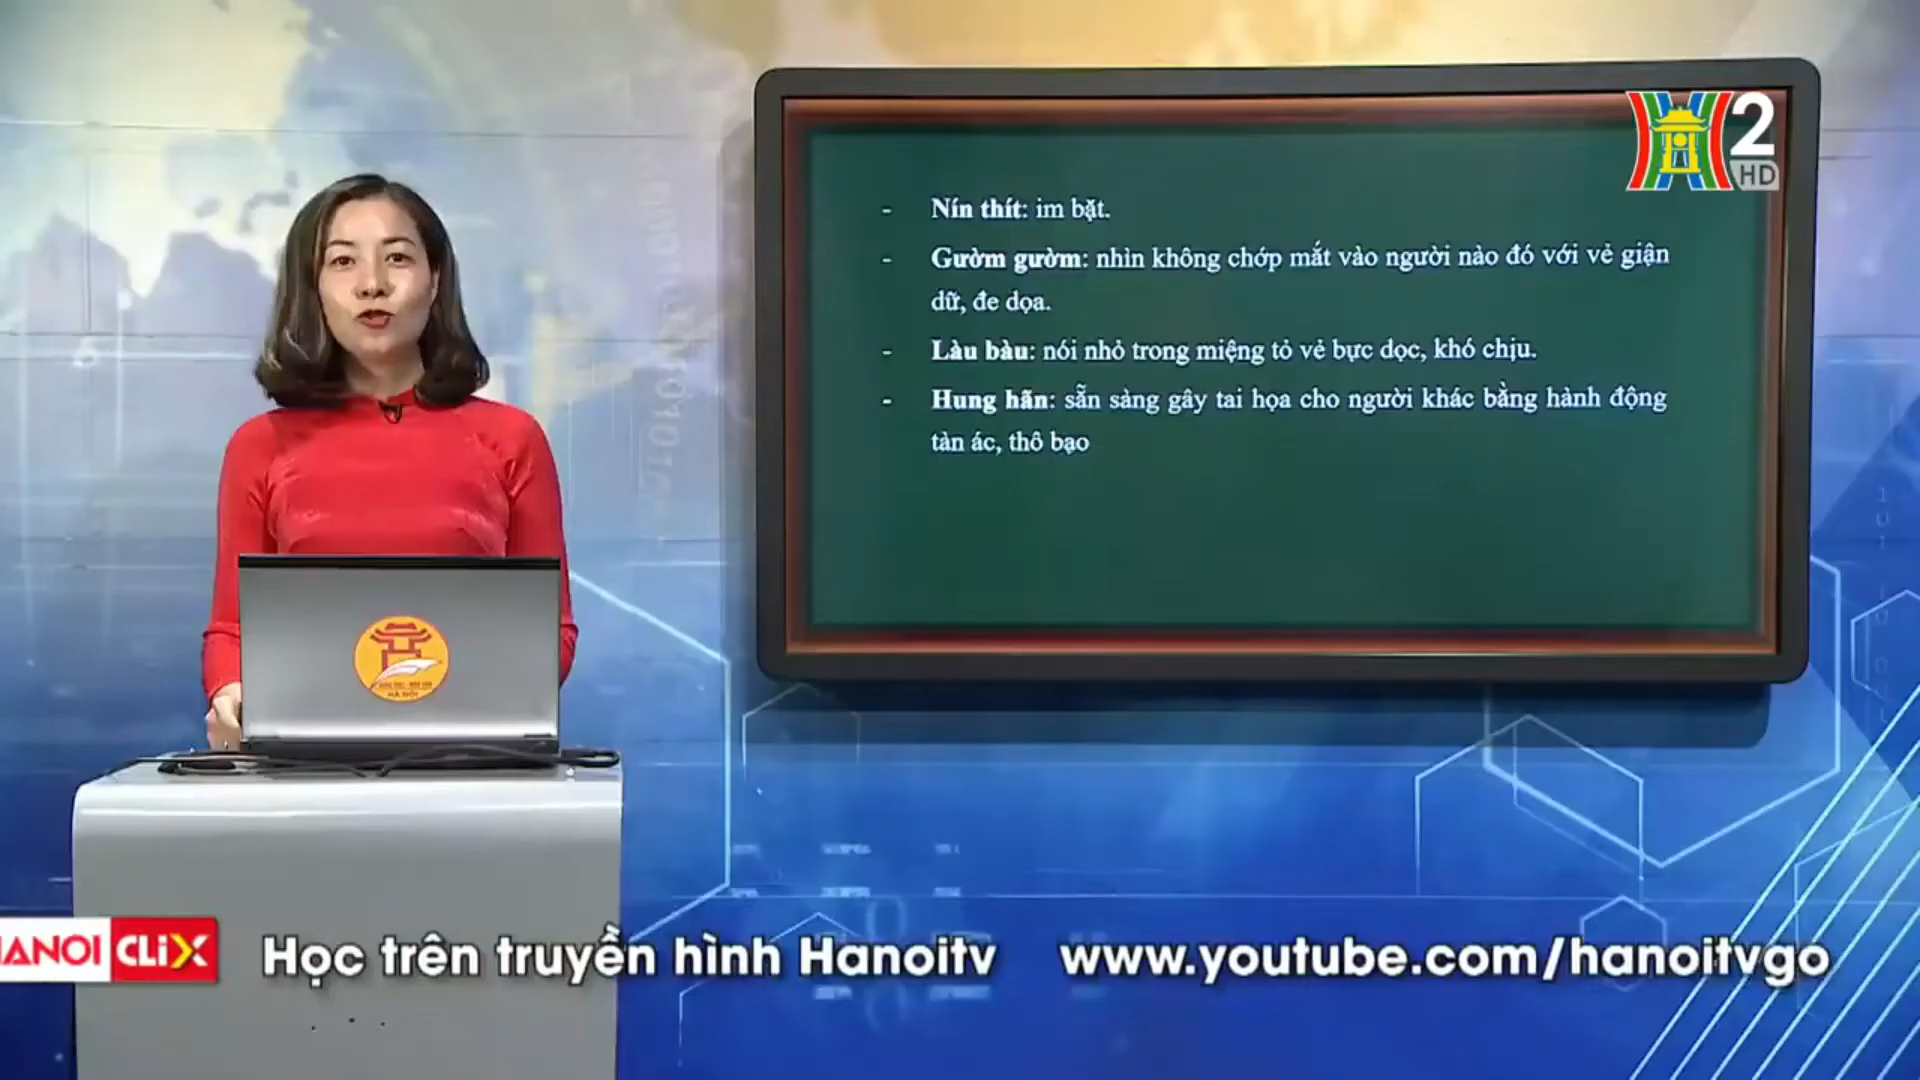 2
HD
- Nín thít: im bặt.
- Gườm gườm: nhìn không chớp mắt vào người nào đó với vẻ giận
dữ, đe dọa.
- Làu bàu: nói nhỏ trong miệng tỏ vẻ bực dọc, khó chịu.
- Hung hãn: sẵn sàng gây tai họa cho người khác bằng hành động
tàn ác, thô bạo
HÀ NỘI
HANOI CLiX Học trên truyền hình Hanoitv www.youtube.com/hanoitvgo